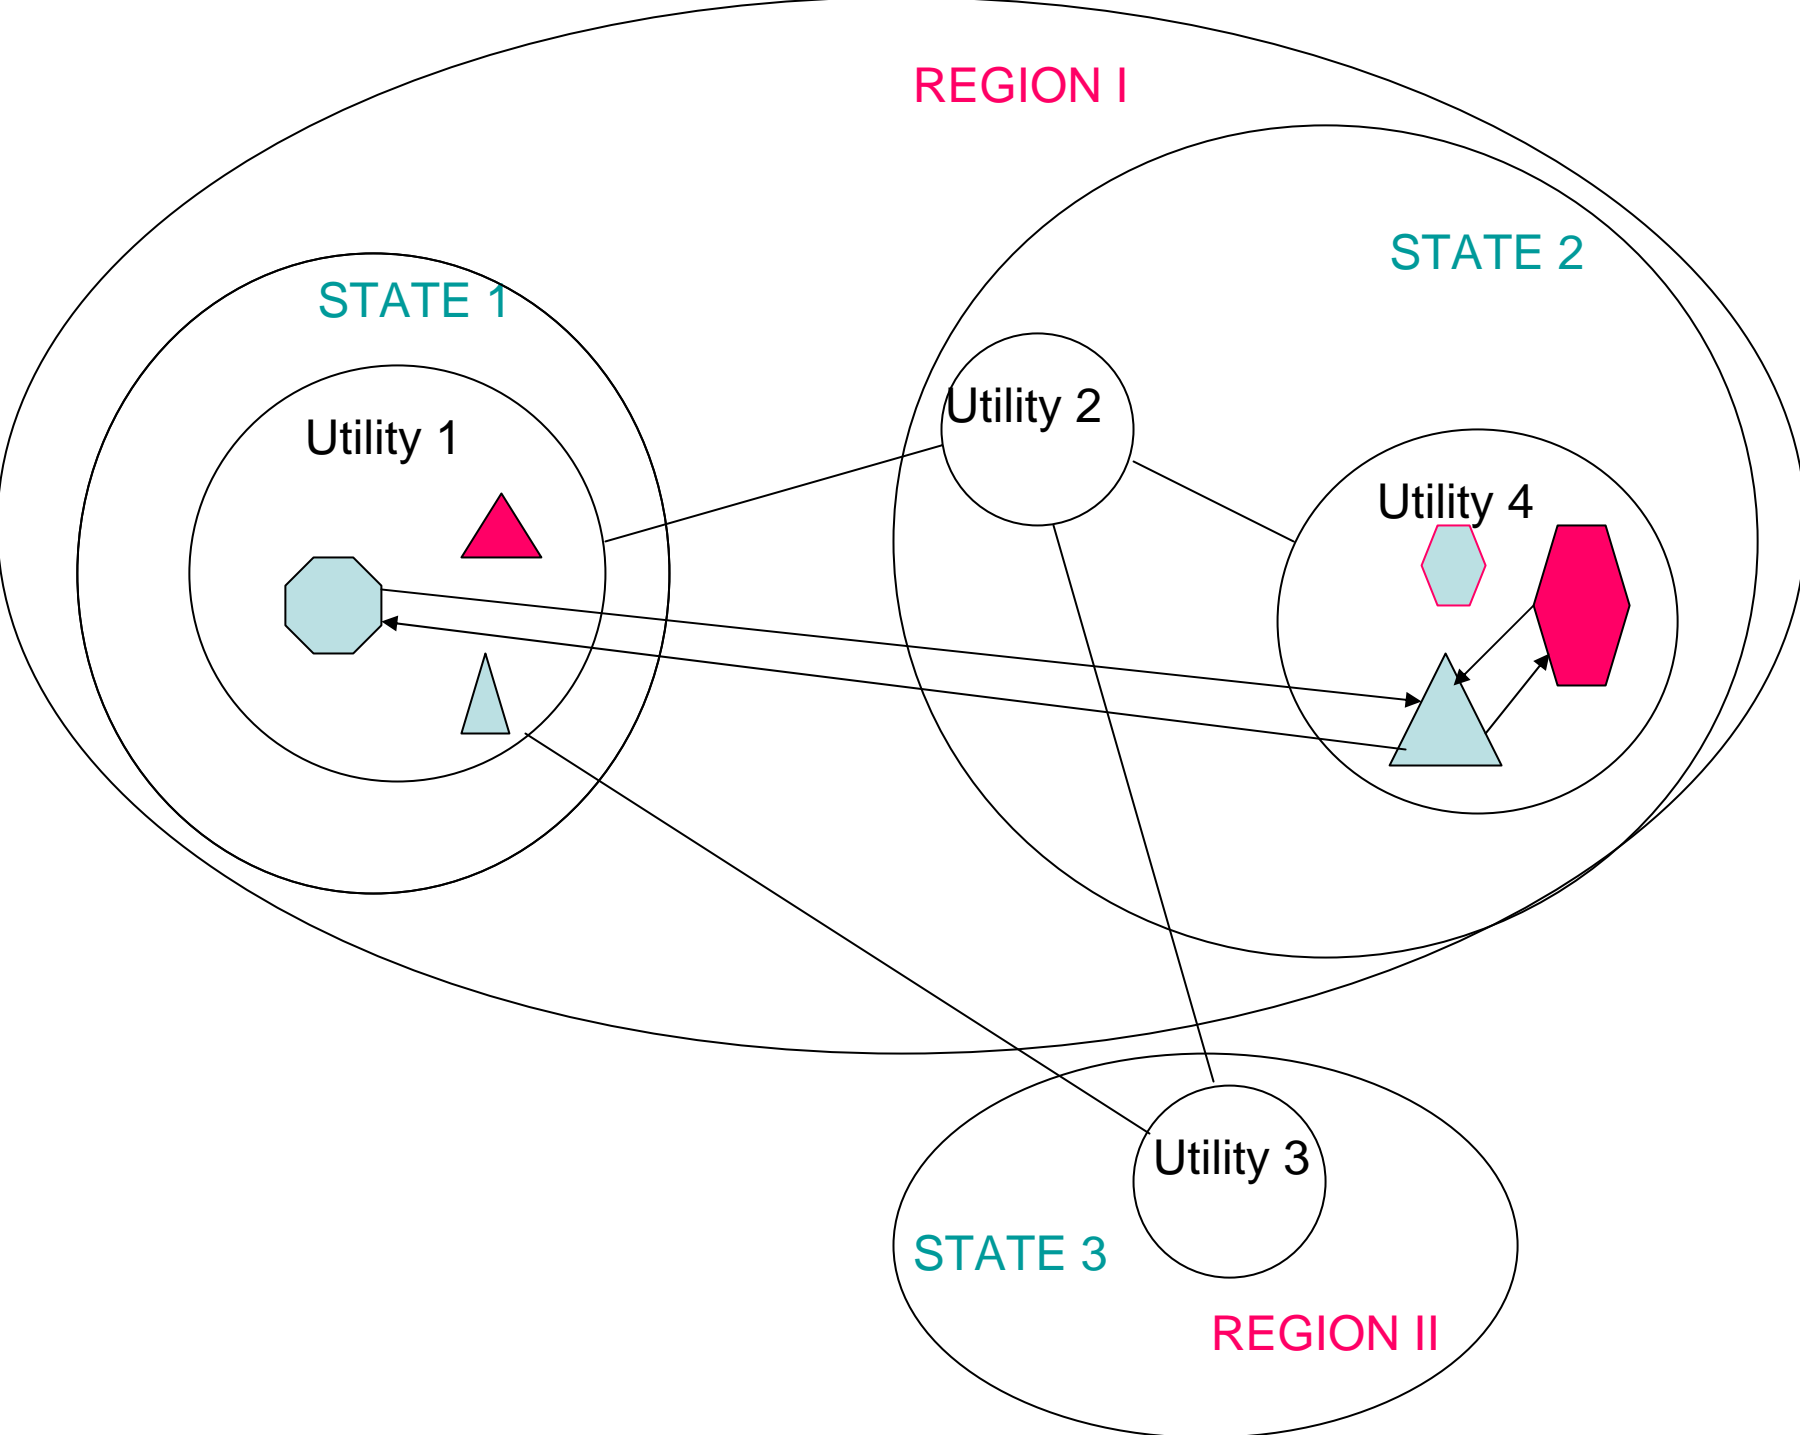 REGION I
STATE 2
STATE 1
Utility 2
Utility 1
Utility 4
Utility 3
STATE 3
REGION II